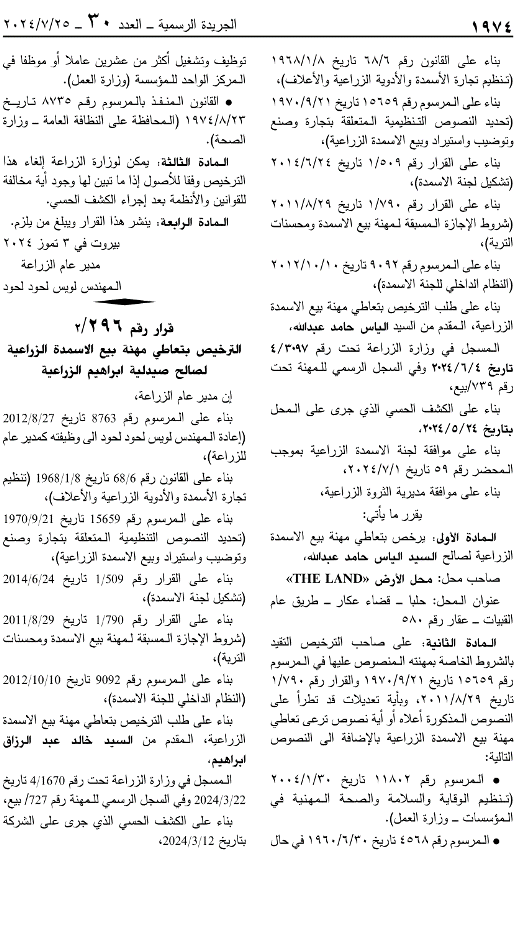 ١٩٧٤
الجريدة الرسمية ــ العدد ٣٠ ــ ٢٠٢٤/٧/٢٥
بناء على القانون رقم ٦٨/٦ تاريخ ١٩٦٨/١/٨
(تنظيم تجارة الأسمدة والأدوية الزراعية والأعلاف)،
بناء على المرسوم رقم ١٥٦٥٩ تاريخ ١٩٧٠/٩/٢١
(تحديد النصوص التنظيمية المتعلقة بتجارة وصنع
وتوضيب واستيراد وبيع الاسمدة الزراعية)،
بناء على القرار رقم ١/٥٠٩ تاريخ ٢٠١٤/٦/٢٤
(تشكيل لجنة الاسمدة)،
بناء على القرار رقم ١/٧٩٠ تاريخ ٢٠١١/٨/٢٩
(شروط الإجازة المسبقة لمهنة بيع الاسمدة ومحسنات
التربة)،
بناء على المرسوم رقم ٩٠٩٢ تاريخ ٢٠١٢/١٠/١٠
(النظام الداخلي للجنة الاسمدة)،
بناء على طلب الترخيص بتعاطي مهنة بيع الاسمدة
الزراعية، المقدم من السيد الياس حامد عبدالله،
المسجل في وزارة الزراعة تحت رقم ٤/٣٠٩٧
تاريخ ٢٠٢٤/٦/٤ وفي السجل الرسمي للمهنة تحت
رقم ٧٣٩/بيع،
بناء على الكشف الحسي الذي جرى على المحل
بتاريخ ٢٠٢٤/٥/٢٤،
بناء على موافقة لجنة الاسمدة الزراعية بموجب
المحضر رقم ٥٩ تاريخ ٢٠٢٤/٧/١،
بناء على موافقة مديرية الثروة الزراعية،
يقرر ما يأتي:
المادة الأولى: يرخص بتعاطي مهنة بيع الاسمدة
الزراعية لصالح السيد الياس حامد عبدالله،
صاحب محل: محل الأرض «THE LAND»
عنوان المحل: حلبا ــ قضاء عكار ــ طريق عام
القبيات ــ عقار رقم ٥٨٠
المادة الثانية: على صاحب الترخيص التقيد
بالشروط الخاصة بمهنته المنصوص عليها في المرسوم
رقم ١٥٦٥٩ تاريخ ١٩٧٠/٩/٢١ والقرار رقم ١/٧٩٠
تاريخ ٢٠١١/٨/٢٩، وبأية تعديلات قد تطرأ على
النصوص المذكورة أعلاه أو أية نصوص ترعى تعاطي
مهنة بيع الاسمدة الزراعية بالإضافة الى النصوص
التالية:
● المرسوم رقم ١١٨٠٢ تاريخ ٢٠٠٤/١/٣٠
(تنظيم الوقاية والسلامة والصحة المهنية في
المؤسسات ــ وزارة العمل).
● المرسوم رقم ٤٥٦٨ تاريخ ١٩٦٠/٦/٣٠ في حال
توظيف وتشغيل أكثر من عشرين عاملا أو موظفا في
المركز الواحد للمؤسسة (وزارة العمل).
● القانون المنفذ بالمرسوم رقم ٨٧٣٥ تاريخ
١٩٧٤/٨/٢٣ (المحافظة على النظافة العامة ــ وزارة
الصحة).
المادة الثالثة: يمكن لوزارة الزراعة إلغاء هذا
الترخيص وفقا للأصول إذا ما تبين لها وجود أية مخالفة
للقوانين والأنظمة بعد إجراء الكشف الحسي.
المادة الرابعة: ينشر هذا القرار ويبلغ من يلزم.
بيروت في ٣ تموز ٢٠٢٤
مدير عام الزراعة
المهندس لويس لحود لحود
قرار رقم ٢/٢٩٦
الترخيص بتعاطي مهنة بيع الاسمدة الزراعية
لصالح صيدلية ابراهيم الزراعية
إن مدير عام الزراعة،
بناء على المرسوم رقم 8763 تاريخ 2012/8/27
(إعادة المهندس لويس لحود لحود الى وظيفته كمدير عام
للزراعة)،
بناء على القانون رقم 68/6 تاريخ 1968/1/8 (تنظيم
تجارة الأسمدة والأدوية الزراعية والأعلاف)،
بناء على المرسوم رقم 15659 تاريخ 1970/9/21
(تحديد النصوص التنظيمية المتعلقة بتجارة وصنع
وتوضيب واستيراد وبيع الاسمدة الزراعية)،
بناء على القرار رقم 1/509 تاريخ 2014/6/24
(تشكيل لجنة الاسمدة)،
بناء على القرار رقم 1/790 تاريخ 2011/8/29
(شروط الإجازة المسبقة لمهنة بيع الاسمدة ومحسنات
التربة)،
بناء على المرسوم رقم 9092 تاريخ 2012/10/10
(النظام الداخلي للجنة الاسمدة)،
بناء على طلب الترخيص بتعاطي مهنة بيع الاسمدة
الزراعية، المقدم من السيد خالد عبد الرزاق
ابراهيم،
المسجل في وزارة الزراعة تحت رقم 4/1670 تاريخ
2024/3/22 وفي السجل الرسمي للمهنة رقم 727/ بيع،
بناء على الكشف الحسي الذي جرى على الشركة
بتاريخ 2024/3/12،